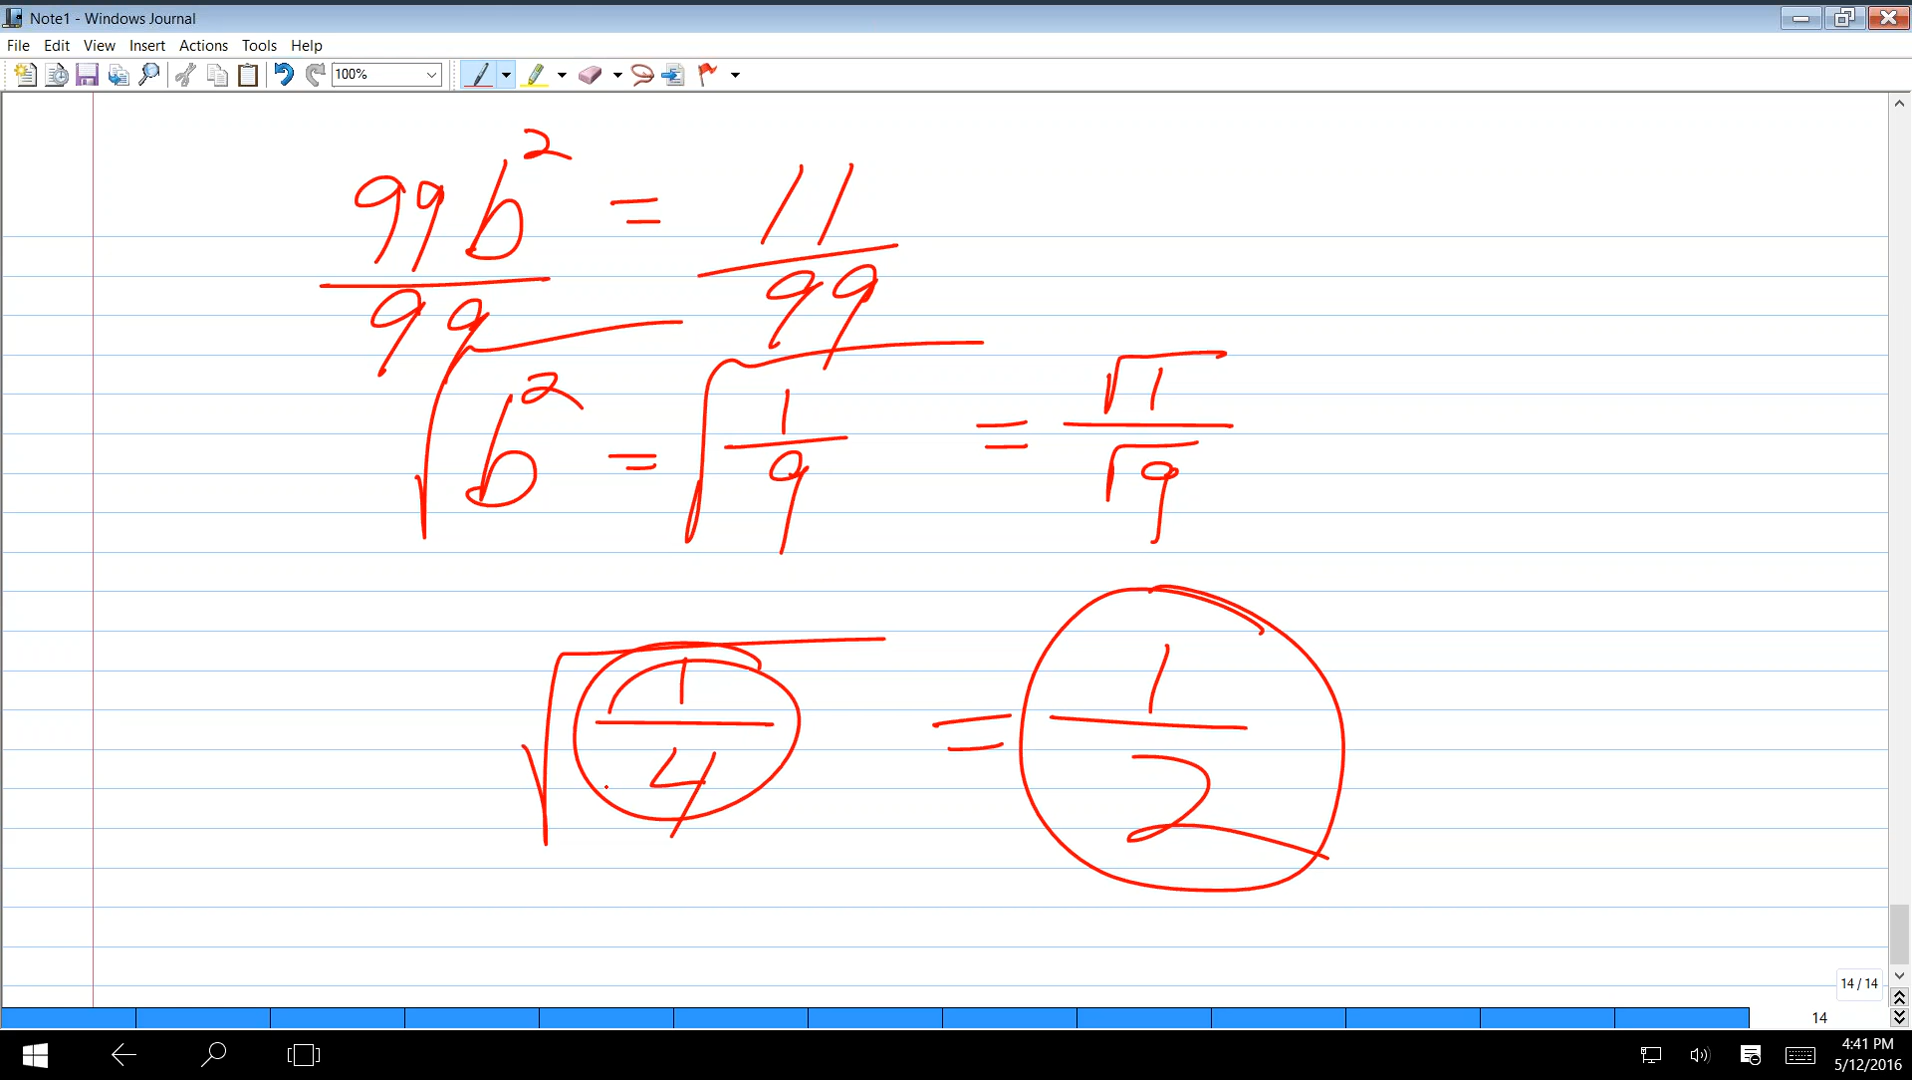 Note1 - Windows Journal
File Edit View Insert Actions Tools Help
100%
99b² = 11
99 99
√b² = √1/9 = √1/√9
√1/4 = 1/2
14 / 14
14
4:41 PM
5/12/2016